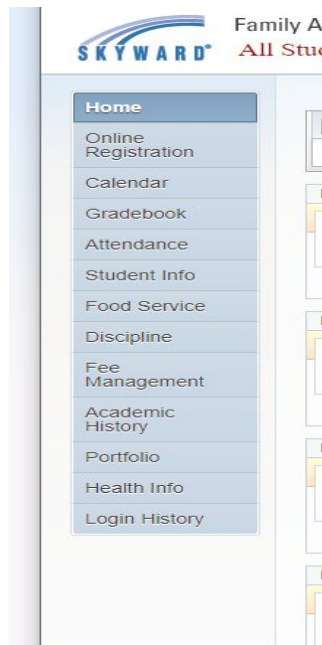 Family A
SKYWARD®
All Stu
Home
Online
Registration
Calendar
Gradebook
Attendance
Student Info
Food Service
Discipline
Fee
Management
Academic
History
Portfolio
Health Info
Login History